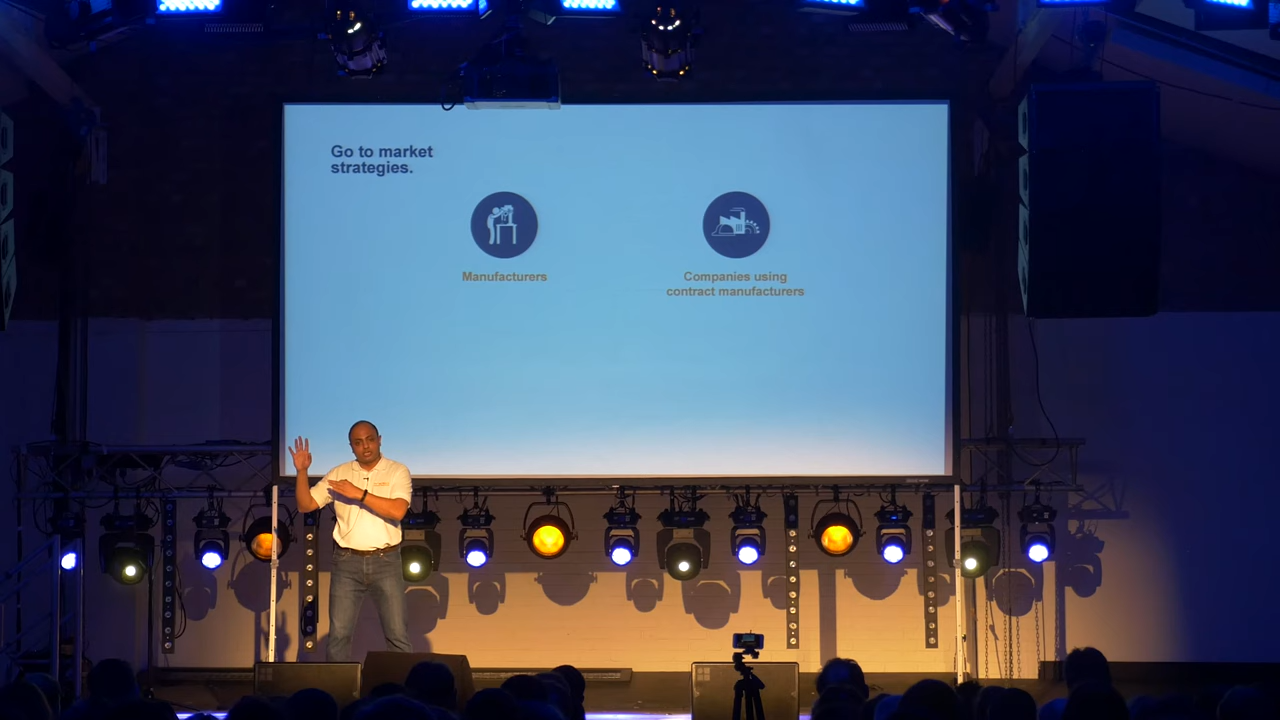 Go to market
strategies.
Manufacturers
Companies using
contract manufacturers